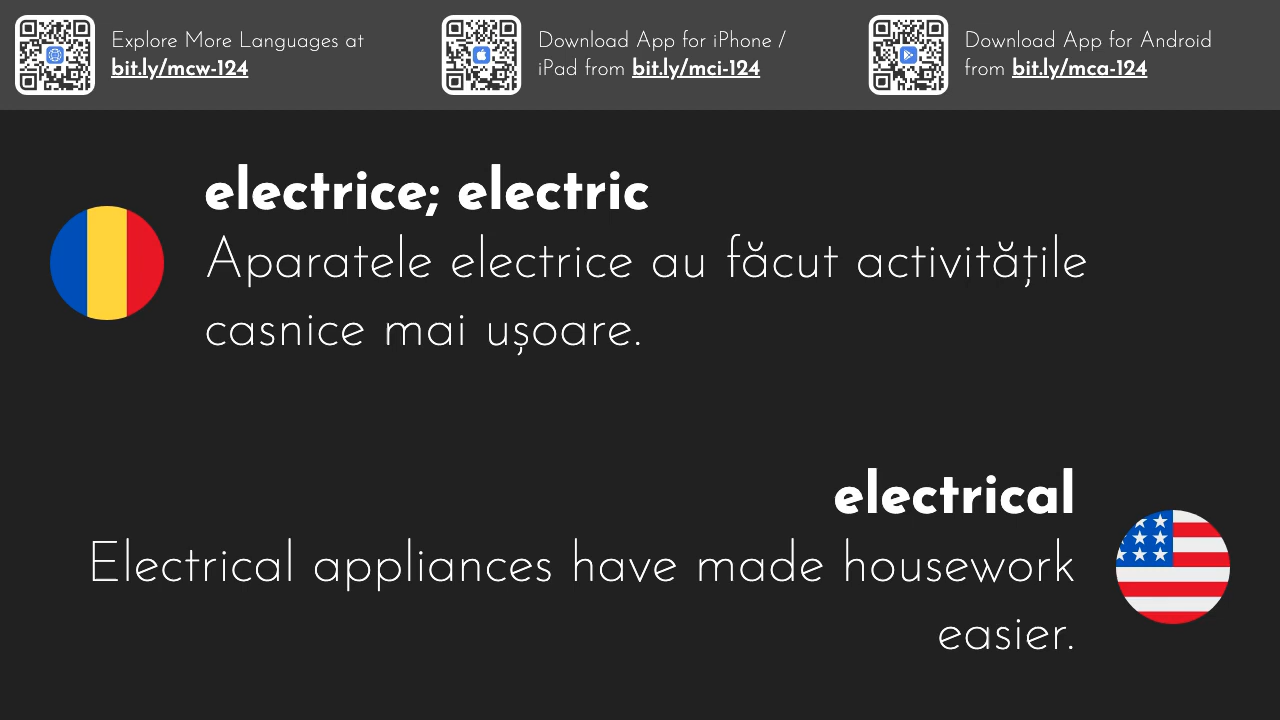 Explore More Languages at
bit.ly/mcw-124
Download App for iPhone /
iPad from bit.ly/mci-124
Download App for Android
from bit.ly/mca-124
electrice; electric
Aparatele electrice au făcut activitățile
casnice mai ușoare.
electrical
Electrical appliances have made housework
easier.